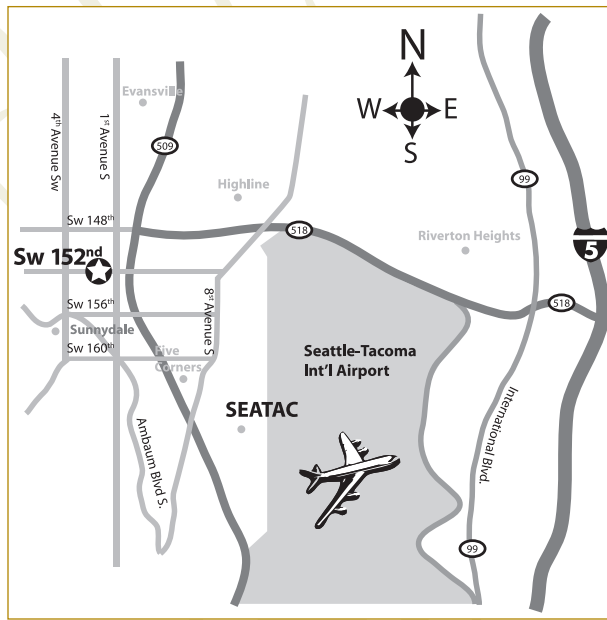 N
W
E
S
Evansville
4th Avenue Sw
1st Avenue S
509
99
Highline
Sw 148th
518
Riverton Heights
5
Sw 152nd
8st Avenue S
518
Sw 156th
Sunnydale
Sw 160th
Five
Corners
Seattle-Tacoma
Int'l Airport
SEATAC
International Blvd.
Ambaum Blvd S.
99